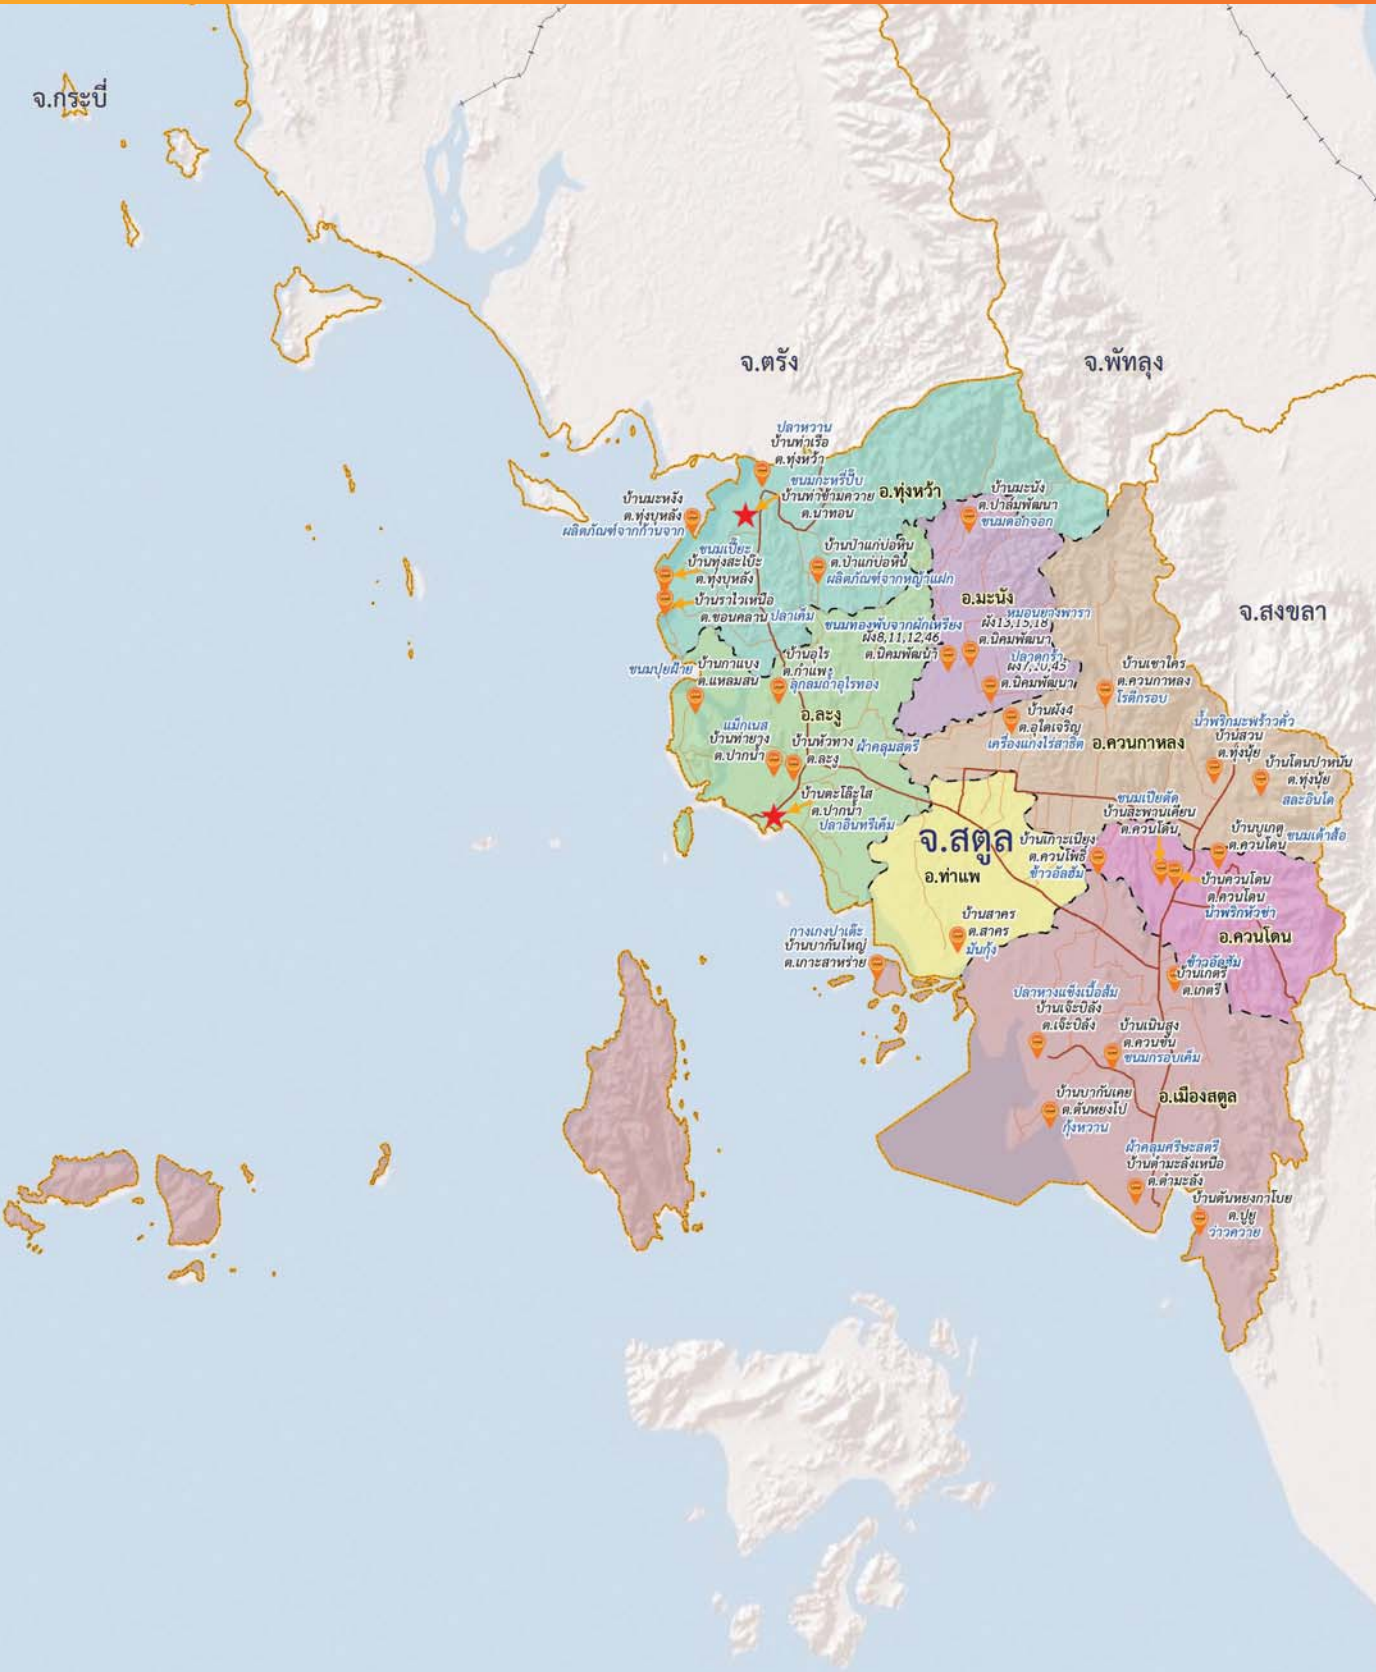 จ.กระบี่
จ.ตรัง
จ.พัทลุง
จ.สงขลา
ปลาหวาน
บ้านท่าเรือ
ต.ทุ่งหว้า
ขนมกะหรี่ปั๊บ
บ้านท่าข้ามควาย
ต.นาทอน
อ.ทุ่งหว้า
บ้านมะหงัง
ต.ทุ่งบุหลัง
ผลิตภัณฑ์จากก้านจาก
บ้านมะนัง
ต.ปาล์มพัฒนา
ขนมดอกจอก
ขนมเปี๊ยะ
บ้านทุ่งสะโบ๊ะ
ต.ทุ่งบุหลัง
บ้านป่าแก่บ่อหิน
ต.ป่าแก่บ่อหิน
ผลิตภัณฑ์จากหญ้าแฝก
บ้านราไวเหนือ
ต.ขอนคลาน
ปลาเค็ม
อ.มะนัง
หมอนยางพารา
ผัง13,15,18
ต.นิคมพัฒนา
ขนมทองพับจากผักเหรียง
ผัง8,11,12,46
ต.นิคมพัฒนา
ปลาดุกร้า
ต.นิคมพัฒนา
ขนมปุยฝ้าย
บ้านกาแบง
ต.แหลมสน
บ้านอุไร
ต.กำแพง
ลูกลมถ้ำอุไรทอง
บ้านเขาไคร
ต.ควนกาหลง
โรตีกรอบ
อ.ละงู
บ้านผัง4
ต.อุใดเจริญ
เครื่องแกงไร่สาธิต
อ.ควนกาหลง
แม็กเนส
บ้านท่ายาง
ต.ปากน้ำ
บ้านหัวทาง
ต.ละงู
ผ้าคลุมสตรี
น้ำพริกมะพร้าวคั่ว
บ้านสวน
ต.ทุ่งนุ้ย
บ้านโตนปาหนัน
ต.ทุ่งนุ้ย
สละอินโด
บ้านตะโล๊ะใส
ต.ปากน้ำ
ปลาอินทรีเค็ม
ขนมเปียตัด
บ้านสะพานเคียน
ต.ควนโดน
จ.สตูล
อ.ท่าแพ
บ้านเกาะเนียง
ต.ควนโพธิ์
ข้าวอัลฮัม
บ้านบูเกตุ
ต.ควนโดน
ขนมเต้าส้อ
บ้านควนโดน
ต.ควนโดน
น้ำพริกหัวช่า
อ.ควนโดน
บ้านสาคร
ต.สาคร
มันกุ้ง
กางเกงปาเต๊ะ
บ้านบากันใหญ่
ต.เกาะสาหร่าย
ข้าวอัลฮัม
บ้านเกตรี
ต.เกตรี
ปลาหางแข็งเนื้อส้ม
บ้านเจ๊ะบิลัง
ต.เจ๊ะบิลัง
บ้านเนินสูง
ต.ควนขัน
ขนมกรอบเค็ม
บ้านบากันเคย
ต.ตันหยงโป
กุ้งหวาน
อ.เมืองสตูล
ผ้าคลุมศรีษะสตรี
บ้านตำมะลังเหนือ
ต.ตำมะลัง
บ้านตันหยงกาโบย
ต.ปูยู
ว่าวควาย